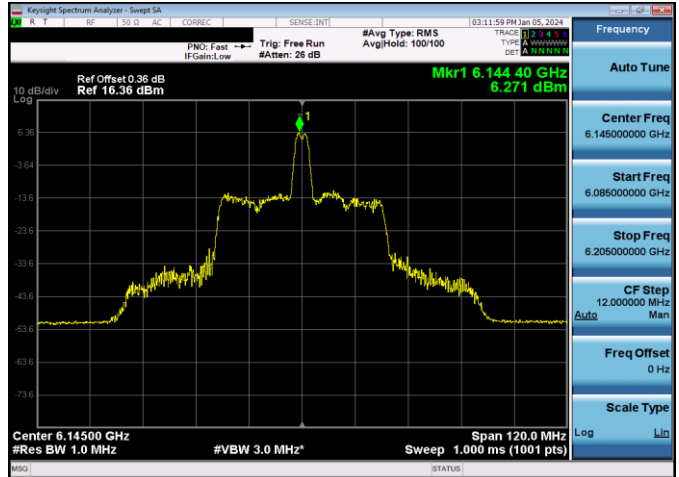 Keysight Spectrum Analyzer - Swept SA
R T RF 50 Ω AC CORREC SENSE:INT 03:11:59 PM Jan 05, 2024
PNO: Fast
IFGain:Low
Trig: Free Run
#Atten: 26 dB
#Avg Type: RMS
Avg|Hold: 100/100
TRACE 1 2 3 4 5 6
TYPE A WWWWW
DET A N N N N N
Ref Offset 0.36 dB
10 dB/div Ref 16.36 dBm
Log
Mkr1 6.144 40 GHz
6.271 dBm
1
6.36
-3.64
-13.6
-23.6
-33.6
-43.6
-53.6
-63.6
-73.6
Center 6.14500 GHz
#Res BW 1.0 MHz
#VBW 3.0 MHz*
Span 120.0 MHz
Sweep 1.000 ms (1001 pts)
MSG STATUS
Frequency
Auto Tune
Center Freq
6.145000000 GHz
Start Freq
6.085000000 GHz
Stop Freq
6.205000000 GHz
CF Step
12.000000 MHz
Auto Man
Freq Offset
0 Hz
Scale Type
Log Lin